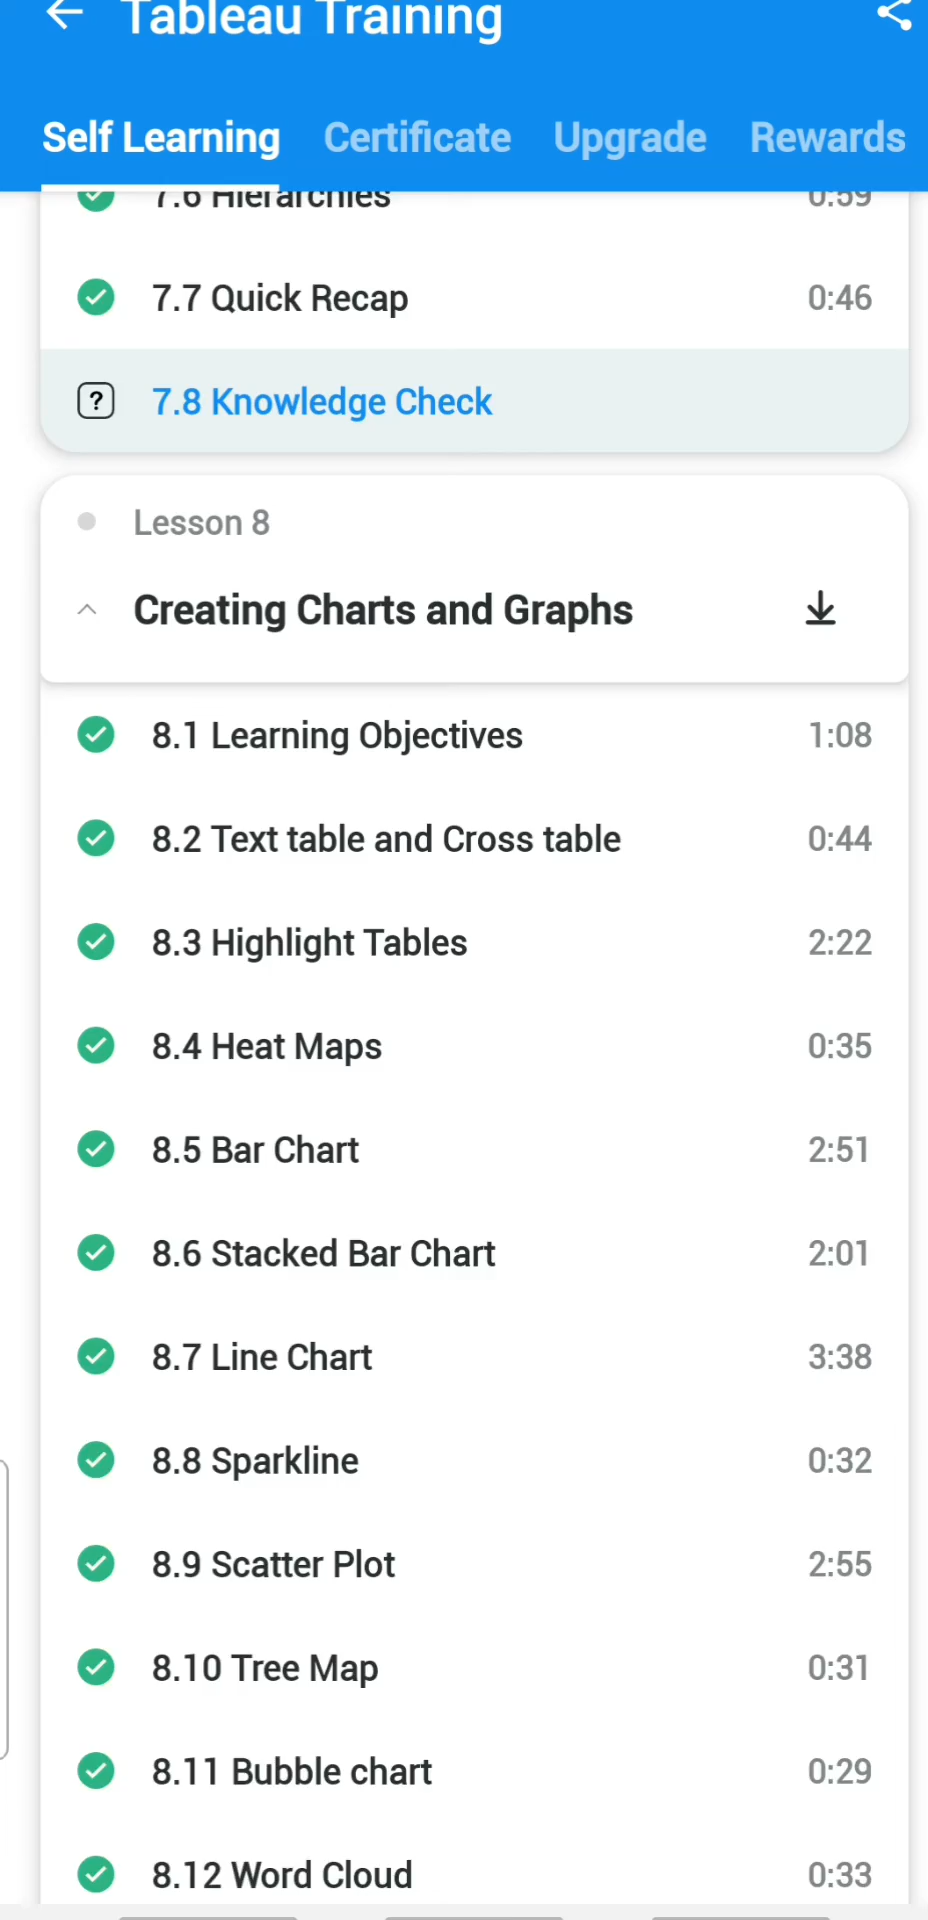 Tableau Training
Self Learning Certificate Upgrade Rewards
7.6 Hierarchies 0:59
7.7 Quick Recap 0:46
? 7.8 Knowledge Check
Lesson 8
Creating Charts and Graphs
8.1 Learning Objectives 1:08
8.2 Text table and Cross table 0:44
8.3 Highlight Tables 2:22
8.4 Heat Maps 0:35
8.5 Bar Chart 2:51
8.6 Stacked Bar Chart 2:01
8.7 Line Chart 3:38
8.8 Sparkline 0:32
8.9 Scatter Plot 2:55
8.10 Tree Map 0:31
8.11 Bubble chart 0:29
8.12 Word Cloud 0:33